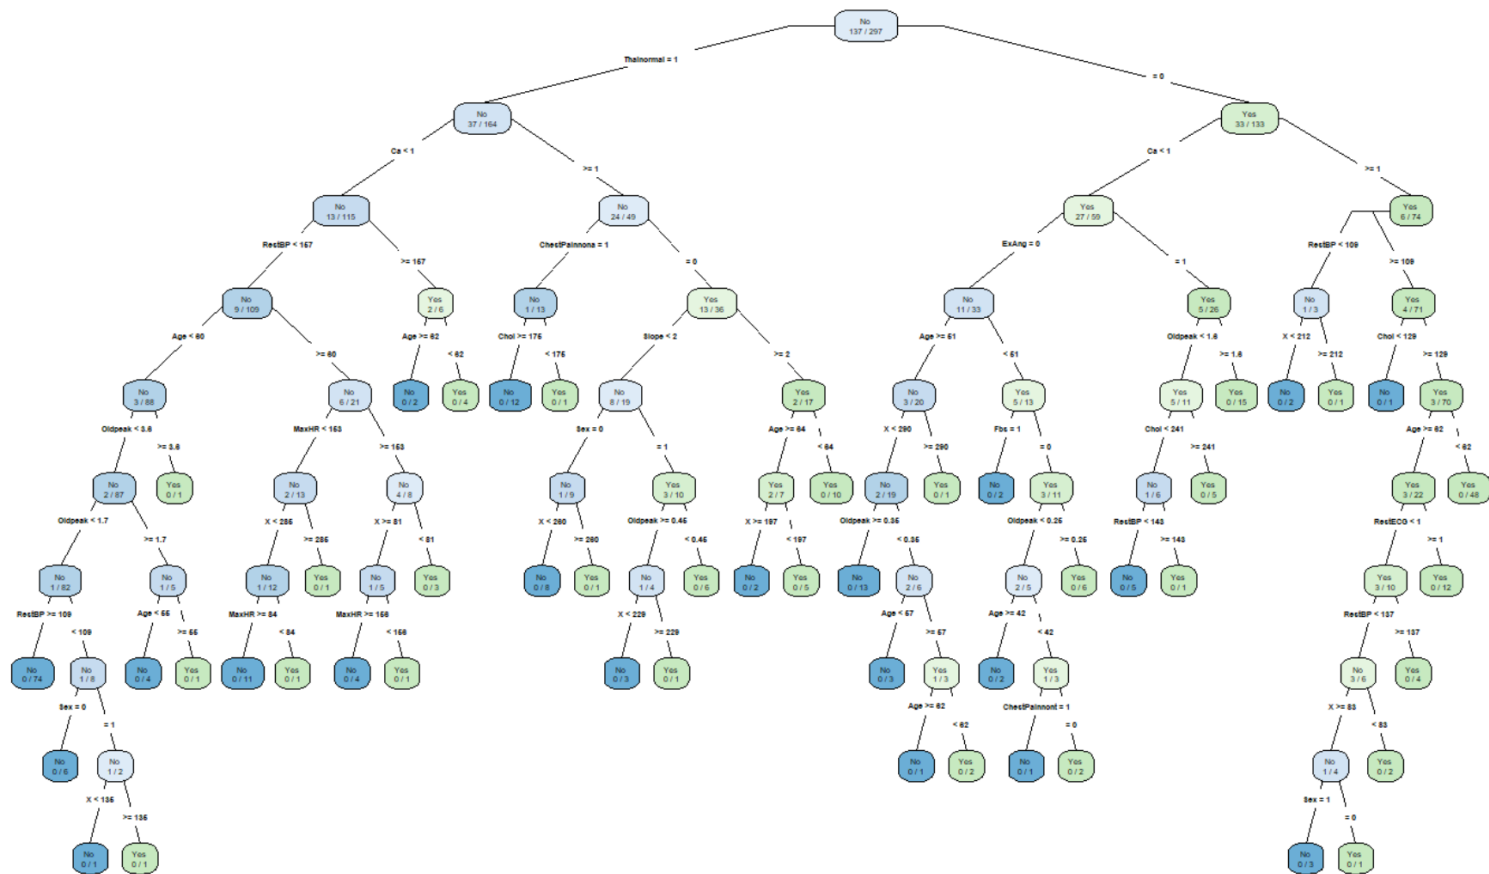 No
137 / 297
Thalnormal = 1
= 0
No
37 / 164
Yes
33 / 133
Ca < 1
>= 1
Ca < 1
>= 1
No
13 / 115
No
24 / 49
Yes
27 / 59
Yes
6 / 74
RestBP < 157
>= 157
ChestPainnona = 1
= 0
ExAng = 0
= 1
RestBP < 109
>= 109
No
9 / 109
Yes
2 / 6
No
1 / 13
Yes
13 / 36
No
11 / 33
Yes
5 / 26
No
1 / 3
Yes
4 / 71
Age < 60
>= 60
Age >= 62
< 62
Chol >= 175
< 175
Slope < 2
>= 2
Age >= 51
< 51
Oldpeak < 1.6
>= 1.6
X < 212
>= 212
Chol < 129
>= 129
No
3 / 88
No
6 / 21
No
0 / 2
Yes
0 / 4
No
0 / 12
Yes
0 / 1
No
8 / 19
Yes
2 / 17
No
3 / 20
Yes
5 / 13
Yes
5 / 11
Yes
0 / 15
No
0 / 2
Yes
0 / 1
No
0 / 1
Yes
3 / 70
Oldpeak < 3.6
>= 3.6
MaxHR < 153
>= 153
Sex = 0
= 1
Age >= 64
< 64
X < 290
>= 290
Fbs = 1
= 0
Chol < 241
>= 241
Age >= 62
< 62
No
2 / 87
Yes
0 / 1
No
2 / 13
No
4 / 8
No
1 / 9
Yes
3 / 10
Yes
2 / 7
Yes
0 / 10
No
2 / 19
Yes
0 / 1
No
0 / 2
Yes
3 / 11
No
1 / 6
Yes
0 / 5
Yes
3 / 22
Yes
0 / 48
Oldpeak < 1.7
>= 1.7
X < 285
>= 285
X >= 81
< 81
X < 260
>= 260
Oldpeak >= 0.45
< 0.45
X >= 197
< 197
Oldpeak >= 0.35
< 0.35
Oldpeak < 0.25
>= 0.25
RestBP < 143
>= 143
RestECG < 1
>= 1
No
1 / 82
No
1 / 5
No
1 / 12
Yes
0 / 1
No
1 / 5
Yes
0 / 3
No
0 / 8
Yes
0 / 1
No
1 / 4
Yes
0 / 6
No
0 / 2
Yes
0 / 5
No
0 / 13
No
2 / 6
No
2 / 5
Yes
0 / 6
No
0 / 5
Yes
0 / 1
Yes
3 / 10
Yes
0 / 12
RestBP >= 109
< 109
Age < 55
>= 55
MaxHR >= 84
< 84
MaxHR >= 156
< 156
X < 229
>= 229
Age < 57
>= 57
Age >= 42
< 42
RestBP < 137
>= 137
No
0 / 74
No
1 / 8
No
0 / 4
Yes
0 / 1
No
0 / 11
Yes
0 / 1
No
0 / 4
Yes
0 / 1
No
0 / 3
Yes
0 / 1
No
0 / 3
Yes
1 / 3
No
0 / 2
Yes
1 / 3
No
3 / 6
Yes
0 / 4
Sex = 0
= 1
Age >= 62
< 62
ChestPainnont = 1
= 0
X >= 83
< 83
No
0 / 6
No
1 / 2
No
0 / 1
Yes
0 / 2
No
0 / 1
Yes
0 / 2
No
1 / 4
Yes
0 / 2
X < 135
>= 135
Sex = 1
= 0
No
0 / 1
Yes
0 / 1
No
0 / 3
Yes
0 / 1